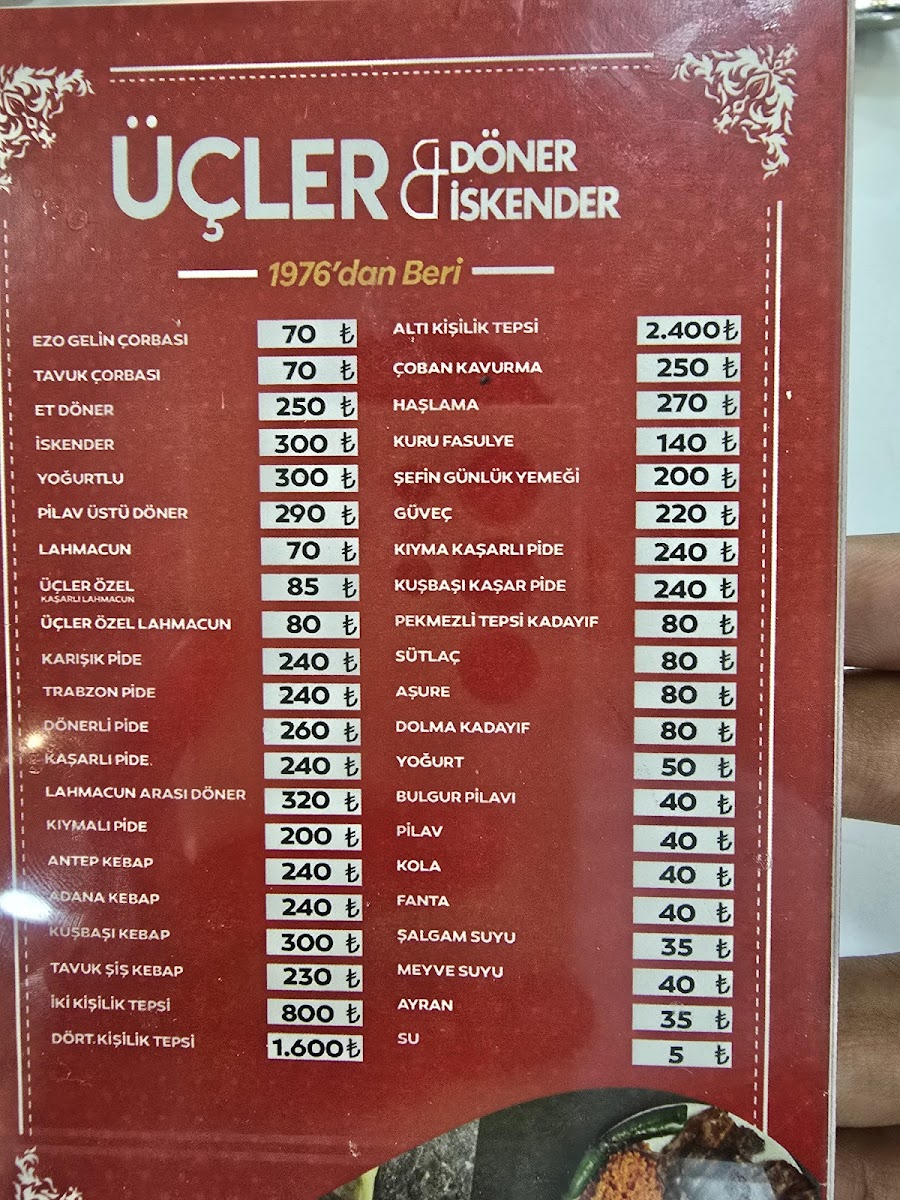 ÜÇLER & DÖNER
İSKENDER
1976'dan Beri
EZO GELİN ÇORBASI 70 ₺
TAVUK ÇORBASI 70 ₺
ET DÖNER 250 ₺
İSKENDER 300 ₺
YOĞURTLU 300 ₺
PİLAV ÜSTÜ DÖNER 290 ₺
LAHMACUN 70 ₺
ÜÇLER ÖZEL 85 ₺
KAŞARLI LAHMACUN
ÜÇLER ÖZEL LAHMACUN 80 ₺
KARIŞIK PİDE 240 ₺
TRABZON PİDE 240 ₺
DÖNERLİ PİDE 260 ₺
KAŞARLI PİDE 240 ₺
LAHMACUN ARASI DÖNER 320 ₺
KIYMALI PİDE 200 ₺
ANTEP KEBAP 240 ₺
ADANA KEBAP 240 ₺
KUŞBAŞI KEBAP 300 ₺
TAVUK ŞİŞ KEBAP 230 ₺
İKİ KİŞİLİK TEPSİ 800 ₺
DÖRT KİŞİLİK TEPSİ 1.600 ₺
ALTI KİŞİLİK TEPSİ 2.400 ₺
ÇOBAN KAVURMA 250 ₺
HAŞLAMA 270 ₺
KURU FASULYE 140 ₺
ŞEFİN GÜNLÜK YEMEĞİ 200 ₺
GÜVEÇ 220 ₺
KIYMA KAŞARLI PİDE 240 ₺
KUŞBAŞI KAŞAR PİDE 240 ₺
PEKMEZLİ TEPSİ KADAYIF 80 ₺
SÜTLAÇ 80 ₺
AŞURE 80 ₺
DOLMA KADAYIF 80 ₺
YOĞURT 50 ₺
BULGUR PİLAVI 40 ₺
PİLAV 40 ₺
KOLA 40 ₺
FANTA 40 ₺
ŞALGAM SUYU 35 ₺
MEYVE SUYU 40 ₺
AYRAN 35 ₺
SU 5 ₺